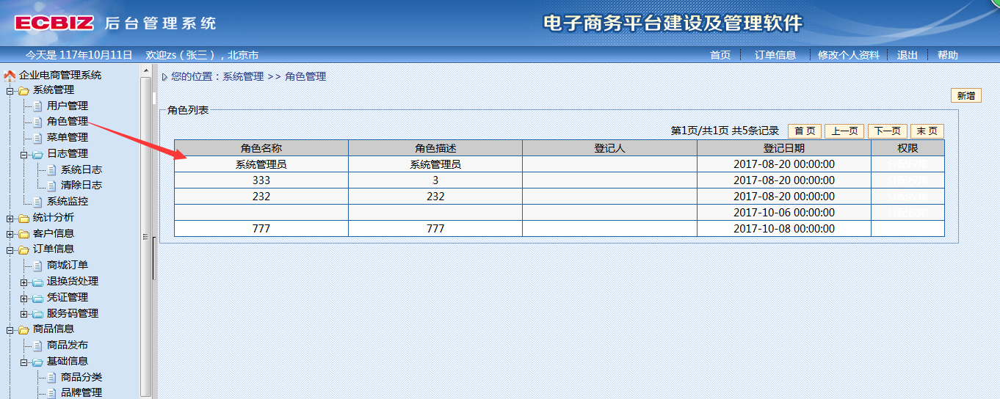 ECBIZ 后台管理系统
电子商务平台建设及管理软件
今天是 117年10月11日 欢迎zs（张三），北京市
首页 订单信息 修改个人资料 退出 帮助
企业电商管理系统
系统管理
用户管理
角色管理
菜单管理
日志管理
系统日志
清除日志
系统监控
统计分析
客户信息
订单信息
商城订单
退换货处理
凭证管理
服务码管理
商品信息
商品发布
基础信息
商品分类
品牌管理
您的位置：系统管理 >> 角色管理
新增
角色列表
第1页/共1页 共5条记录 首 页 上一页 下一页 末 页
角色名称 角色描述 登记人 登记日期 权限
系统管理员 系统管理员 2017-08-20 00:00:00 分配权限
333 3 2017-08-20 00:00:00 分配权限
232 232 2017-08-20 00:00:00 分配权限
2017-10-06 00:00:00 分配权限
777 777 2017-10-08 00:00:00